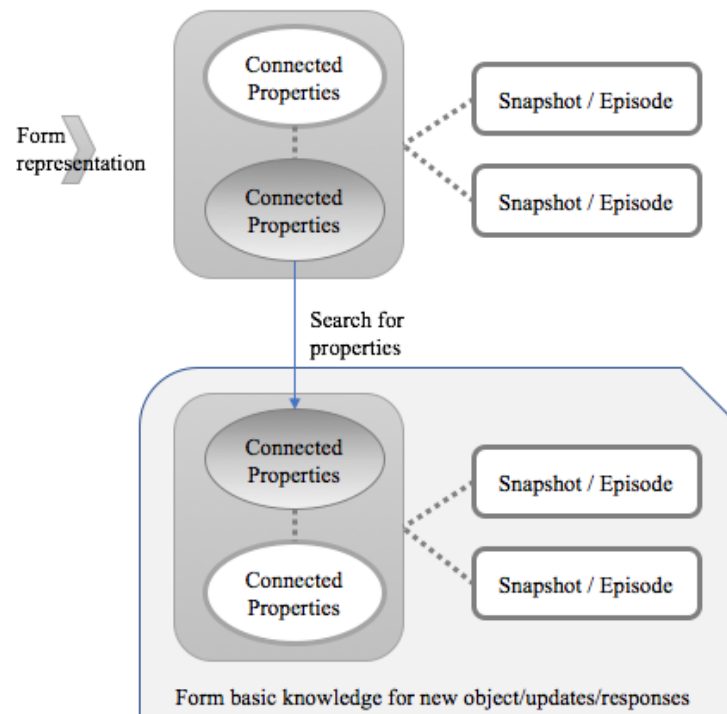 Connected
Properties
Snapshot / Episode
Form
representation
Connected
Properties
Snapshot / Episode
Search for
properties
Connected
Properties
Snapshot / Episode
Connected
Properties
Snapshot / Episode
Form basic knowledge for new object/updates/responses